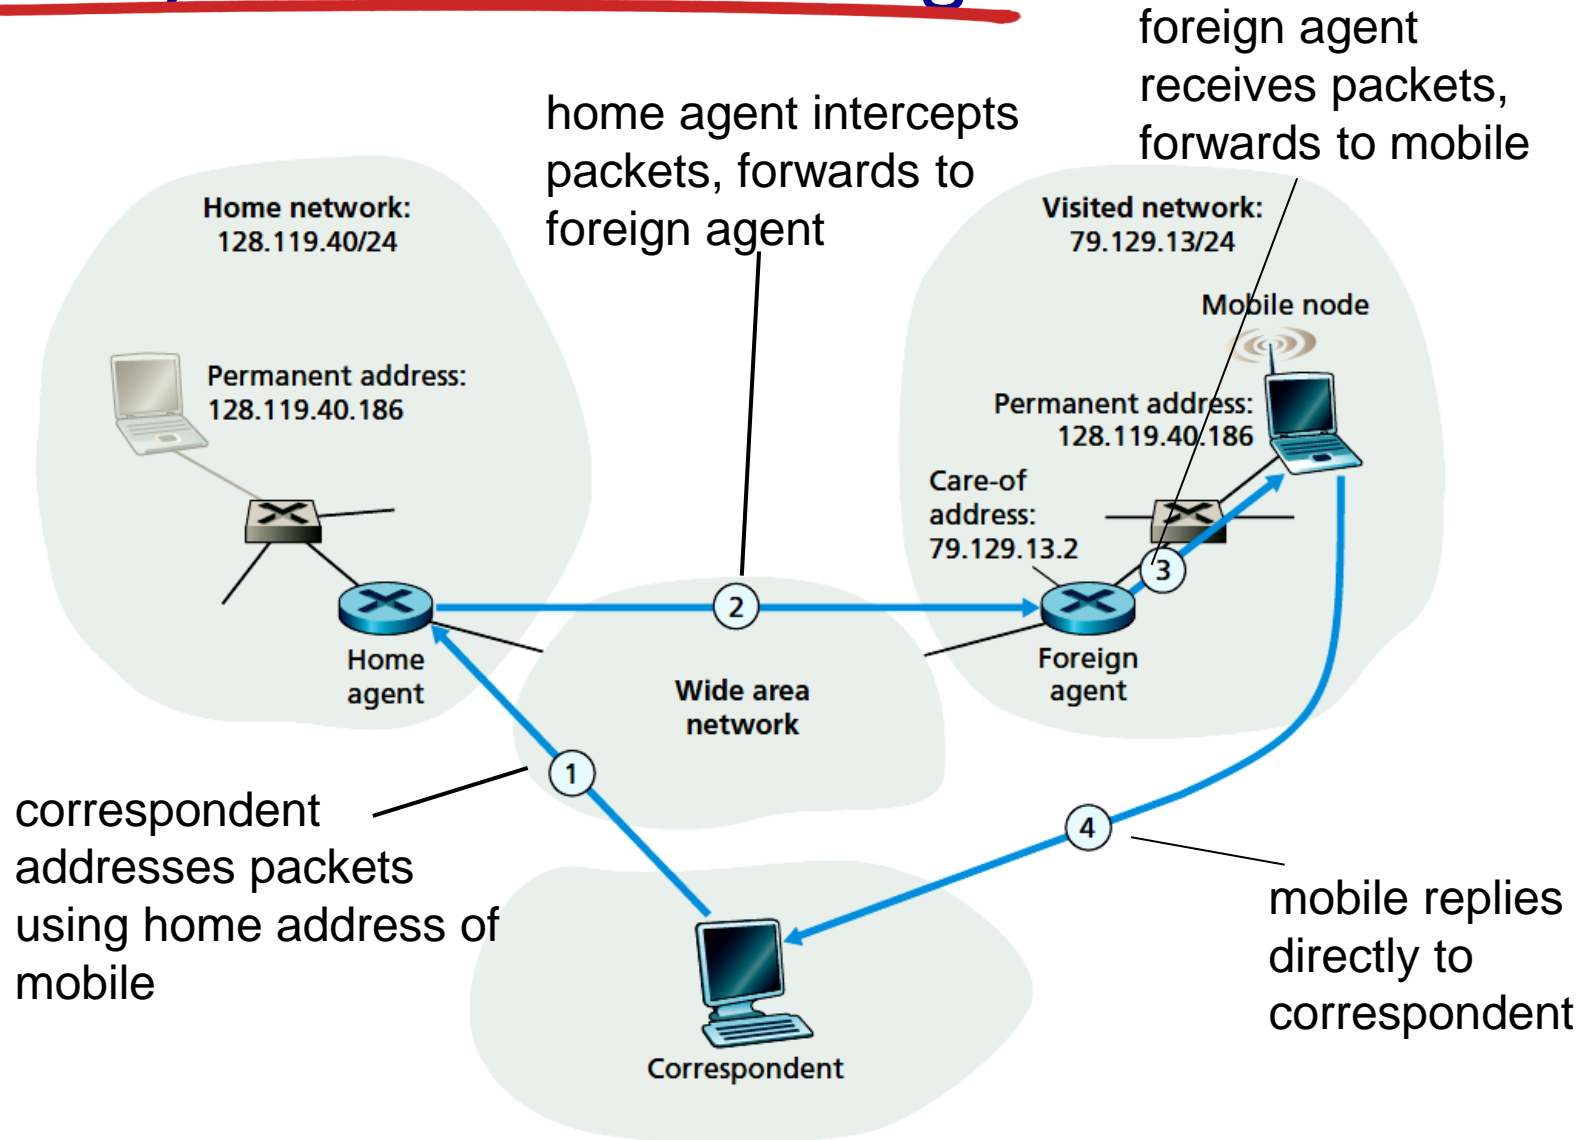 foreign agent
receives packets,
forwards to mobile
home agent intercepts
packets, forwards to
foreign agent
Home network:
128.119.40/24
Visited network:
79.129.13/24
Mobile node
Permanent address:
128.119.40.186
Permanent address:
128.119.40.186
Care-of
address:
79.129.13.2
3
2
Home
agent
Foreign
agent
Wide area
network
1
correspondent
addresses packets
using home address of
mobile
4
mobile replies
directly to
correspondent
Correspondent